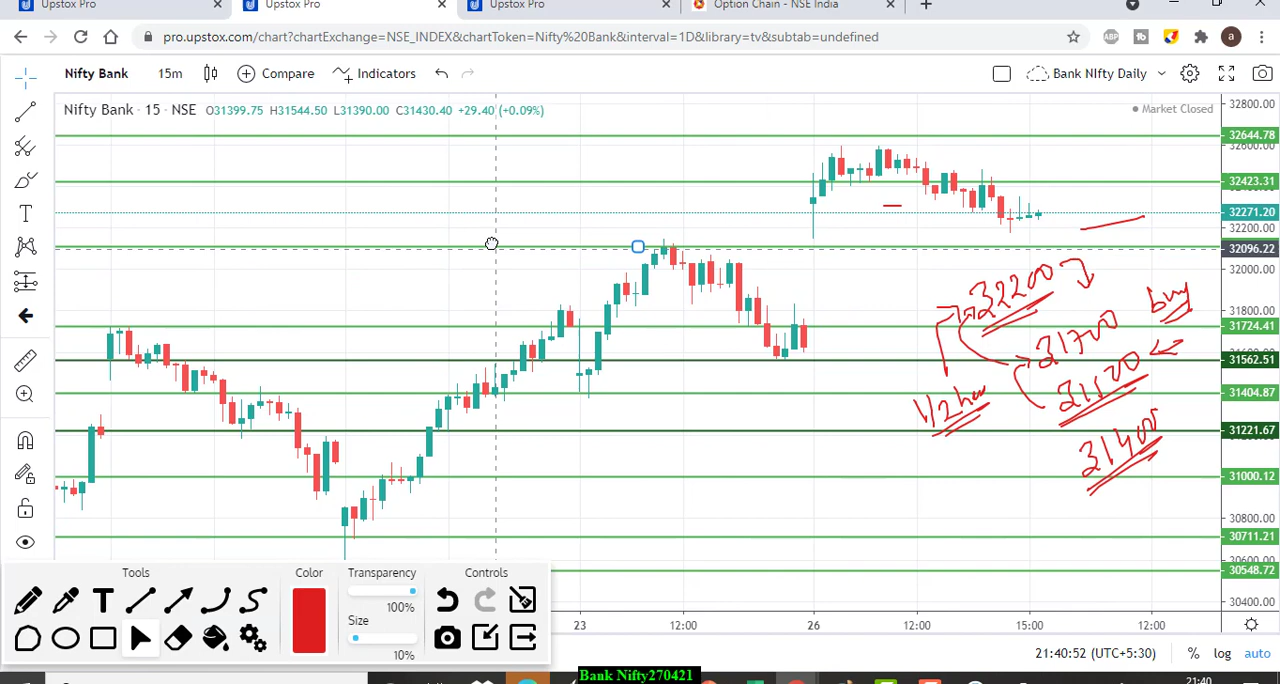 Upstox Pro Upstox Pro Upstox Pro Option Chain - NSE India
pro.upstox.com/chart?chartExchange=NSE_INDEX&chartToken=Nifty%20Bank&interval=1D&library=tv&subtab=undefined
ABP a
Nifty Bank 15m Compare Indicators Bank NIfty Daily
Nifty Bank · 15 · NSE O31399.75 H31544.50 L31390.00 C31430.40 +29.40 (+0.09%)
Market Closed
32800.00
32644.78
32600.00
32423.31
32271.20
32200.00
32096.22
32000.00
31800.00
31724.41
31562.51
31404.87
31221.67
31000.12
30800.00
30711.21
30548.72
30400.00
32200
buy
31700
31500
1/2 hour
31400
Tools Color Transparency Controls
100%
Size
10%
23 12:00 26 12:00 15:00 12:00
21:40:52 (UTC+5:30) % log auto
Bank Nifty270421
21:40